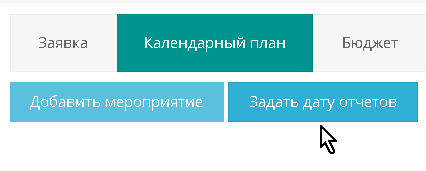 Заявка Календарный план Бюджет
Добавить мероприятие Задать дату отчетов